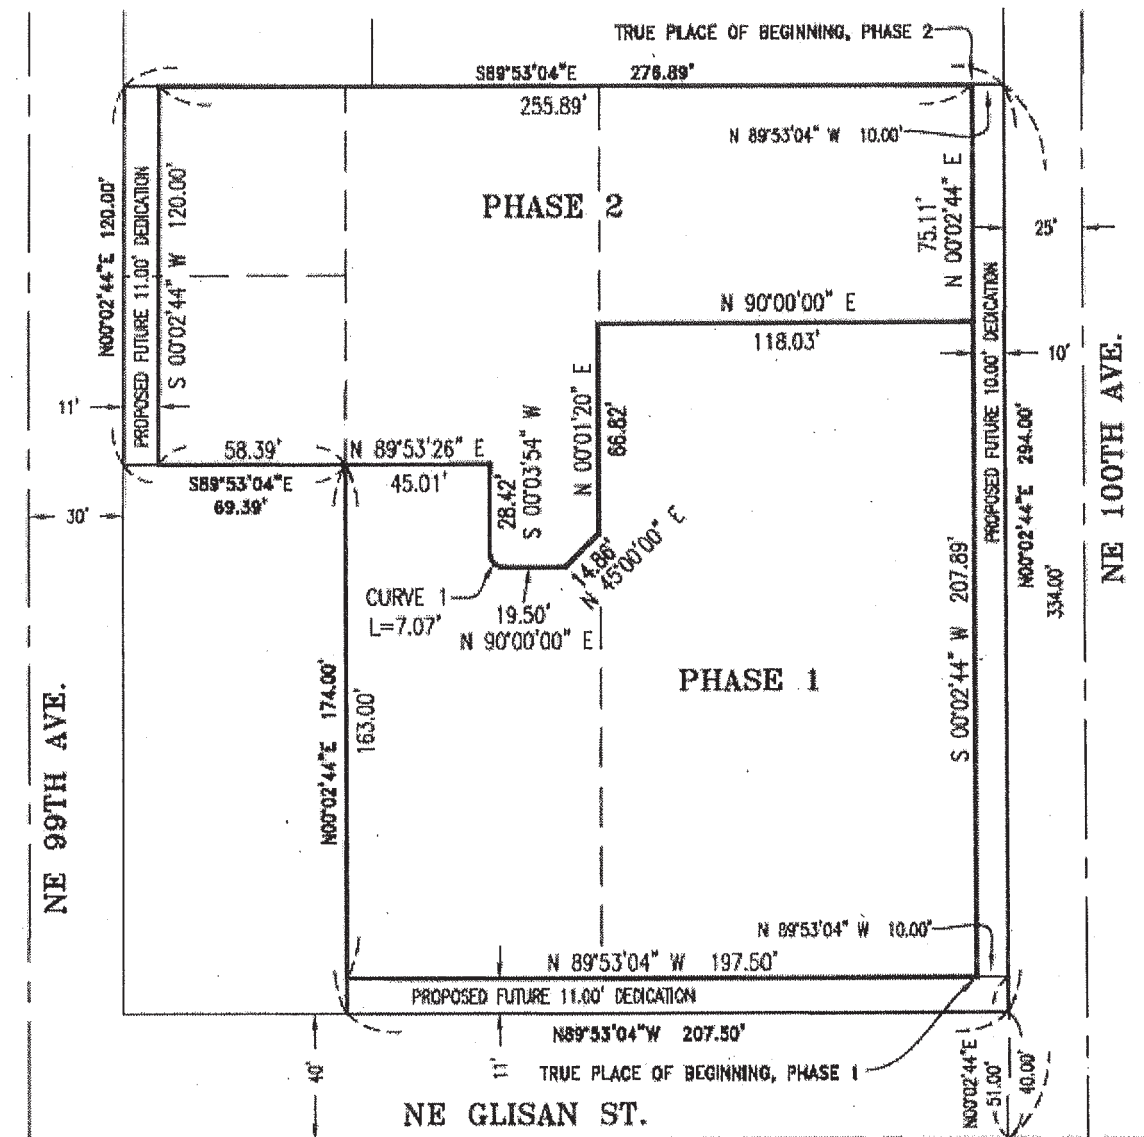 TRUE PLACE OF BEGINNING, PHASE 2
S89°53'04"E 276.89'
255.89'
N 89°53'04" W 10.00'
N00°02'44"E 120.00'
PROPOSED FUTURE 11.00' DEDICATION
S 00°02'44" W 120.00'
PHASE 2
75.11'
N 00°02'44" E
25'
N 90°00'00" E
118.03'
10'
PROPOSED FUTURE 10.00' DEDICATION
N00°02'44"E 294.00'
334.00'
NE 100TH AVE.
11'
58.39'
S89°53'04"E
69.39'
30'
N 89°53'26" E
45.01'
28.42'
S 00°03'54" W
N 00°01'20" E
66.82'
14.86'
N 45°00'00" E
CURVE 1
L=7.07'
19.50'
N 90°00'00" E
S 00°02'44" W 207.89'
PHASE 1
N00°02'44"E 174.00'
163.00'
NE 99TH AVE.
N 89°53'04" W 10.00'
N 89°53'04" W 197.50'
PROPOSED FUTURE 11.00' DEDICATION
N89°53'04"W 207.50'
40'
11'
TRUE PLACE OF BEGINNING, PHASE 1
N00°02'44"E
51.00'
40.00'
NE GLISAN ST.